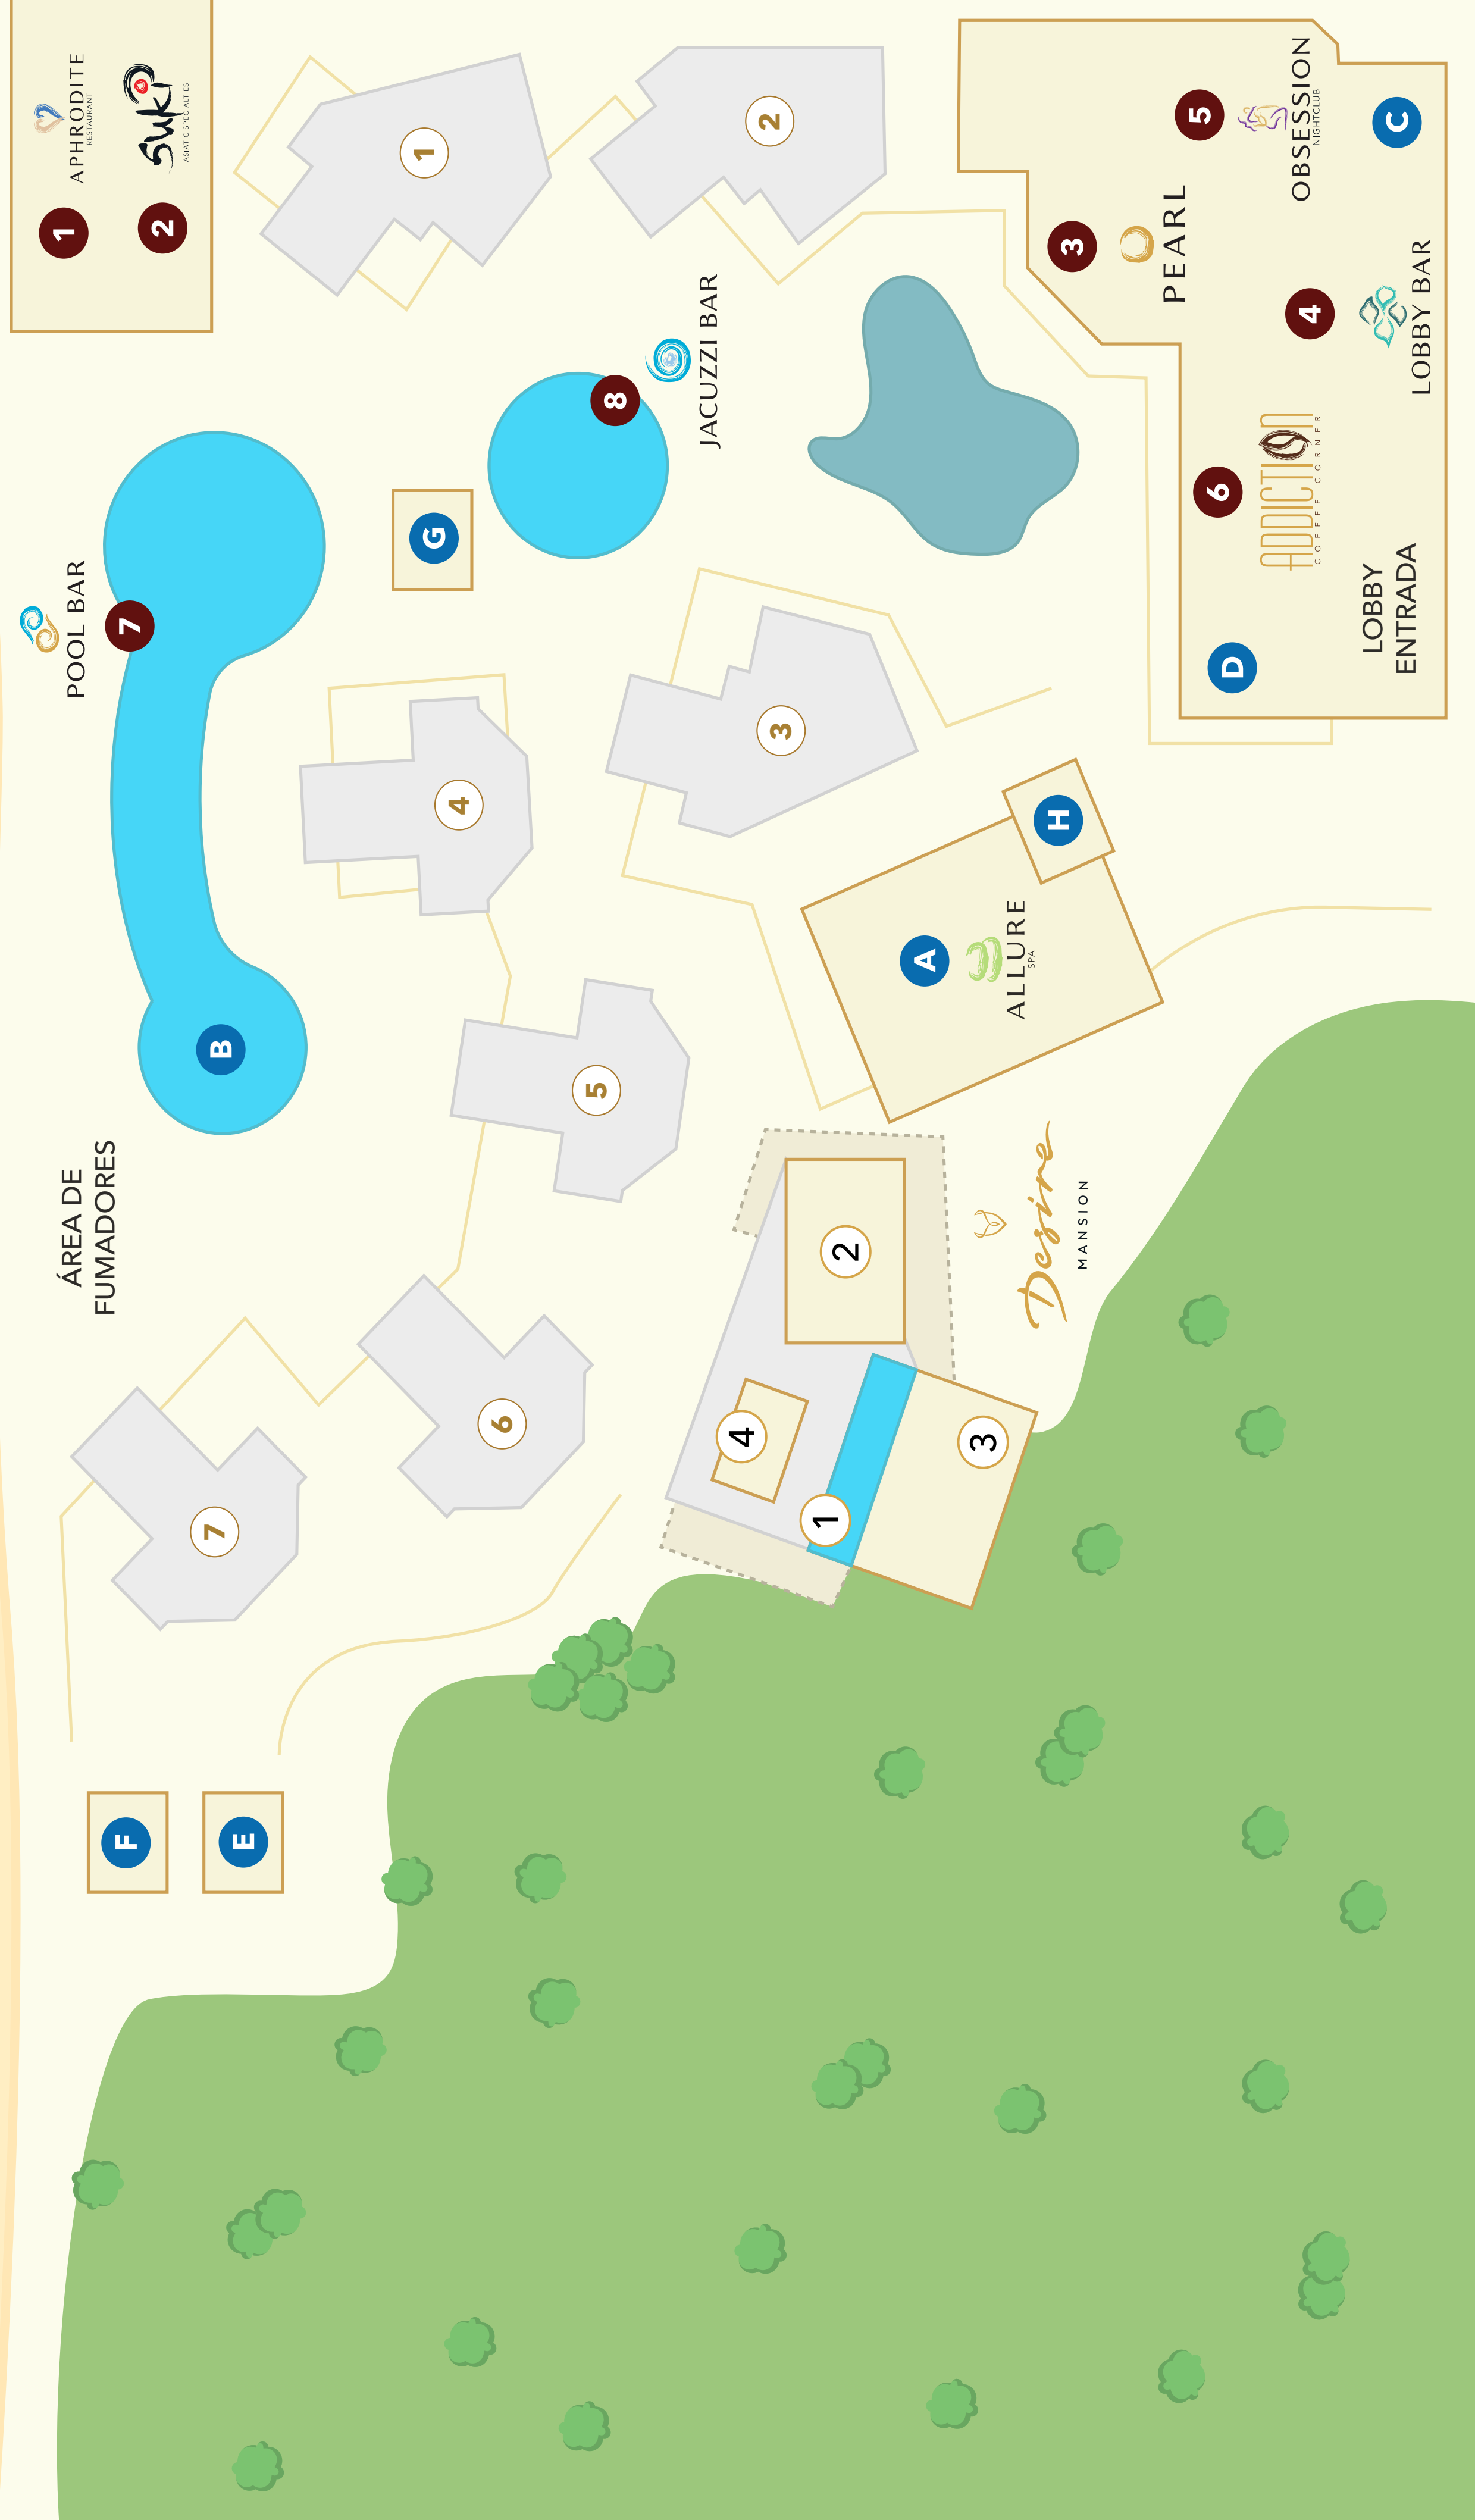 APHRODITE
RESTAURANT
suki
ASIATIC SPECIALTIES
1
2
1
2
5
OBSESSION
NIGHTCLUB
C
3
PEARL
4
LOBBY BAR
6
ADDICTION
COFFEE CORNER
D
LOBBY
ENTRADA
POOL BAR
7
8
JACUZZI BAR
G
3
4
H
A
ALLURE
SPA
B
5
ÁREA DE
FUMADORES
6
7
Desire
MANSION
2
4
1
3
F
E